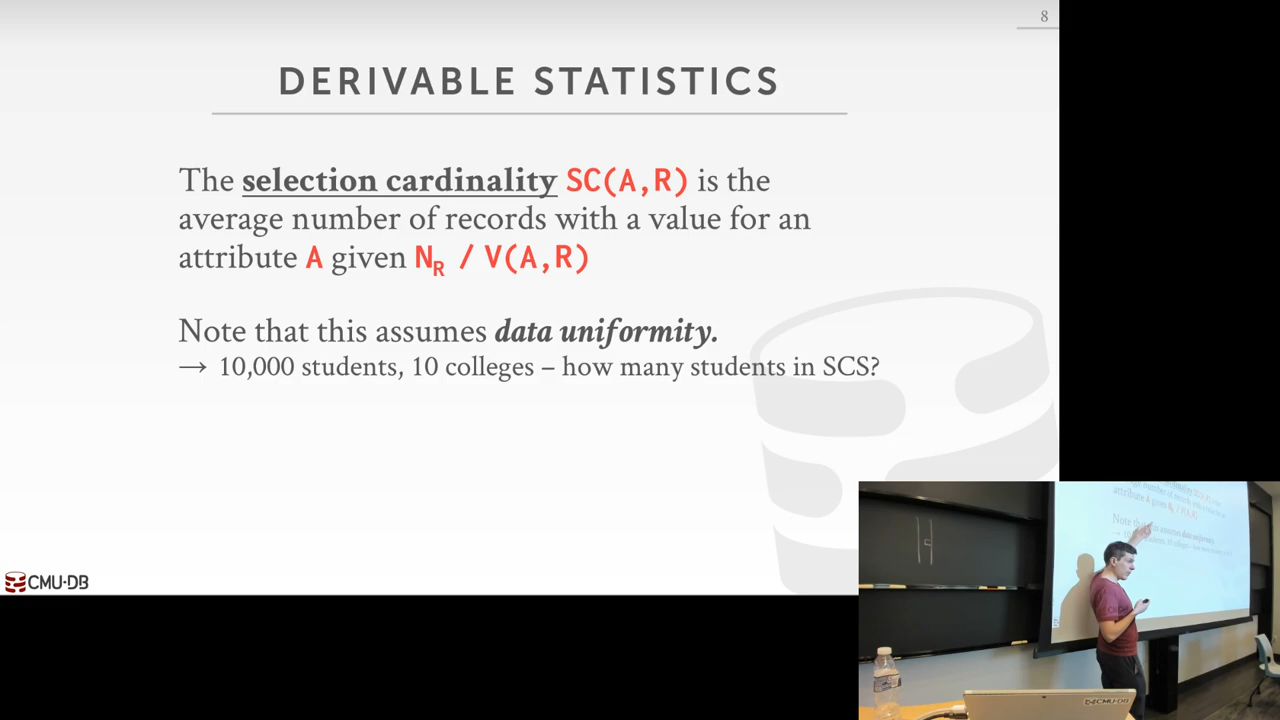 8
DERIVABLE STATISTICS
The selection cardinality SC(A,R) is the
average number of records with a value for an
attribute A given N_R / V(A,R)
Note that this assumes data uniformity.
→ 10,000 students, 10 colleges – how many students in SCS?
CMU·DB
CMU·DB